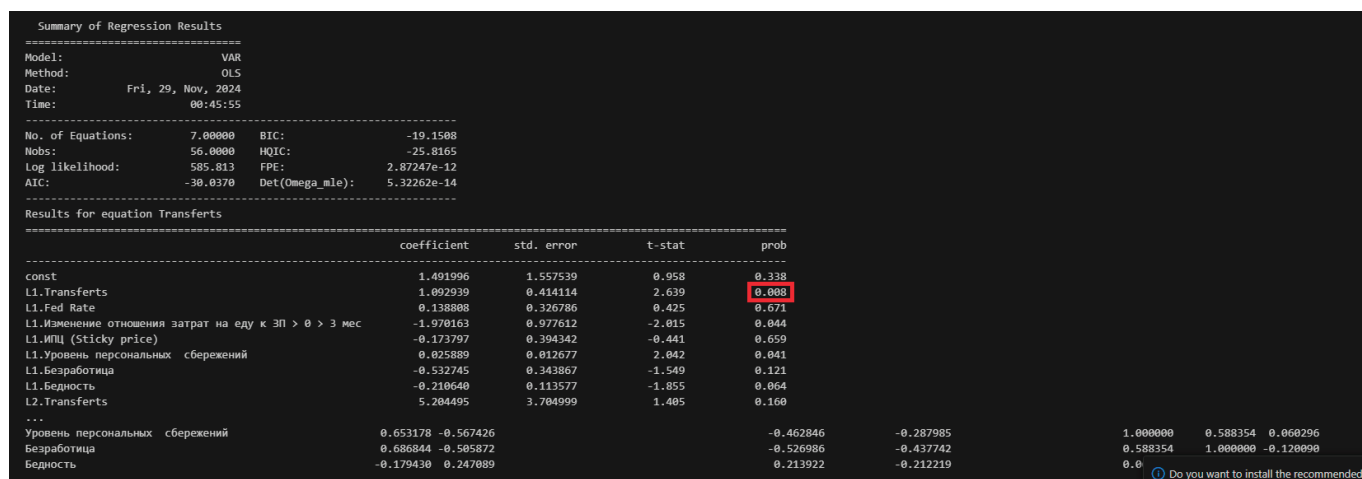 Summary of Regression Results
==================================
Model: VAR
Method: OLS
Date: Fri, 29, Nov, 2024
Time: 00:45:55
--------------------------------------------------------------------
No. of Equations: 7.00000 BIC: -19.1508
Nobs: 56.0000 HQIC: -25.8165
Log likelihood: 585.813 FPE: 2.87247e-12
AIC: -30.0370 Det(Omega_mle): 5.32262e-14
--------------------------------------------------------------------
Results for equation Transferts
========================================================================================================================
coefficient std. error t-stat prob
------------------------------------------------------------------------------------------------------------------------
const 1.491996 1.557539 0.958 0.338
L1.Transferts 1.092939 0.414114 2.639 0.008
L1.Fed Rate 0.138808 0.326786 0.425 0.671
L1.Изменение отношения затрат на еду к ЗП > 0 > 3 мес -1.970163 0.977612 -2.015 0.044
L1.ИПЦ (Sticky price) -0.173797 0.394342 -0.441 0.659
L1.Уровень персональных сбережений 0.025889 0.012677 2.042 0.041
L1.Безработица -0.532745 0.343867 -1.549 0.121
L1.Бедность -0.210640 0.113577 -1.855 0.064
L2.Transferts 5.204495 3.704999 1.405 0.160
...
Уровень персональных сбережений 0.653178 -0.567426 -0.462846 -0.287985 1.000000 0.588354 0.060296
Безработица 0.686844 -0.505872 -0.526986 -0.437742 0.588354 1.000000 -0.120090
Бедность -0.179430 0.247089 0.213922 -0.212219 0.0
Do you want to install the recommended